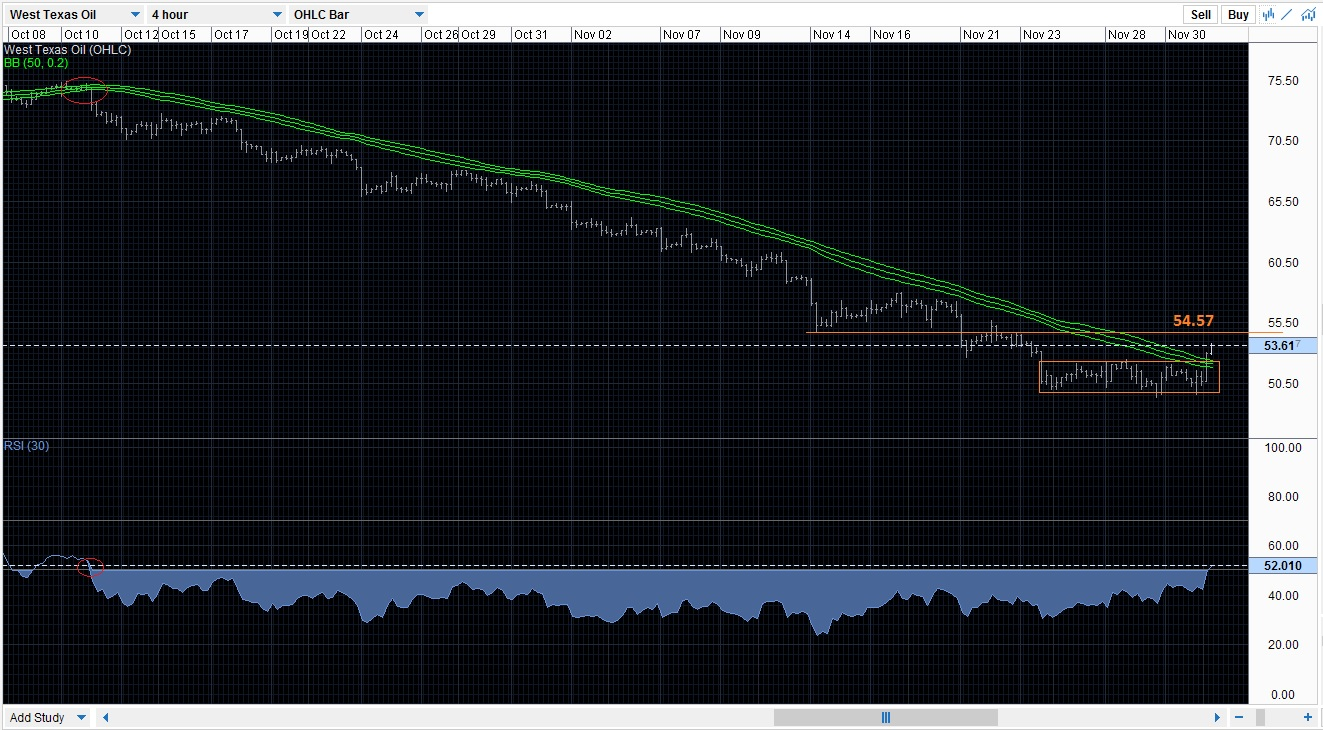 West Texas Oil 4 hour OHLC Bar Sell Buy
Oct 08 Oct 10 Oct 12 Oct 15 Oct 17 Oct 19 Oct 22 Oct 24 Oct 26 Oct 29 Oct 31 Nov 02 Nov 07 Nov 09 Nov 14 Nov 16 Nov 21 Nov 23 Nov 28 Nov 30
West Texas Oil (OHLC)
BB (50, 0.2)
75.50
70.50
65.50
60.50
54.57
55.50
53.617
50.50
RSI (30)
100.00
80.00
60.00
52.010
40.00
20.00
0.00
Add Study